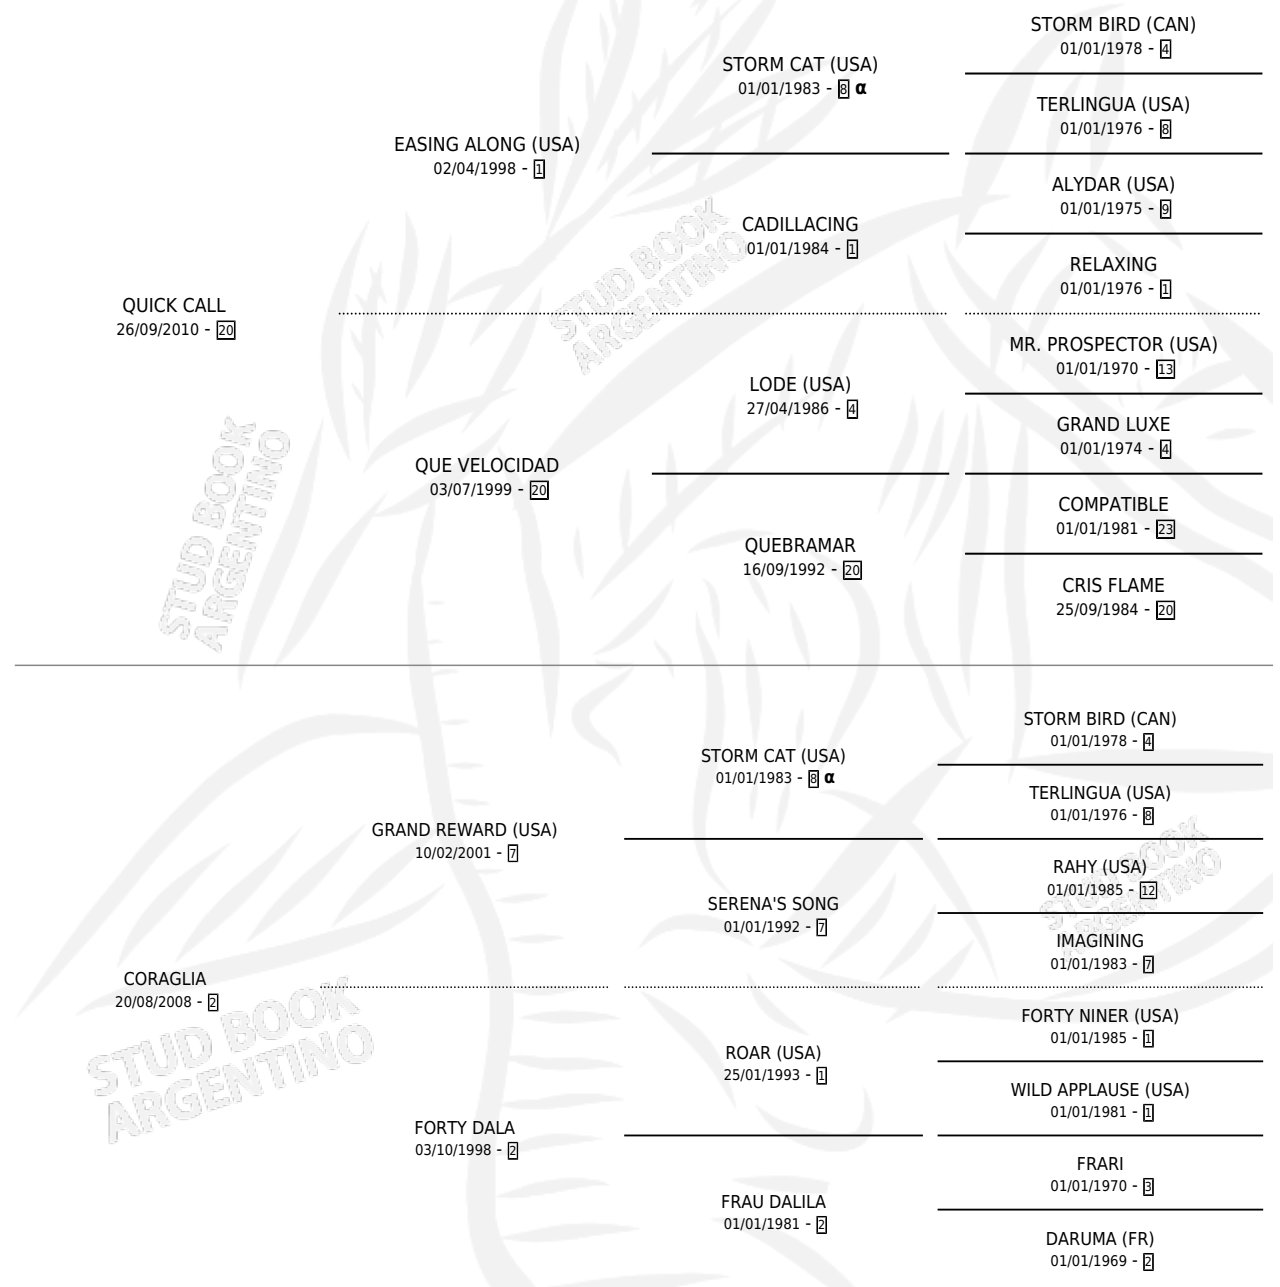 STORM BIRD (CAN)
01/01/1978 - 4
STORM CAT (USA)
01/01/1983 - 8 α
TERLINGUA (USA)
01/01/1976 - 8
EASING ALONG (USA)
02/04/1998 - 1
ALYDAR (USA)
01/01/1975 - 9
CADILLACING
01/01/1984 - 1
RELAXING
01/01/1976 - 1
QUICK CALL
26/09/2010 - 20
MR. PROSPECTOR (USA)
01/01/1970 - 13
LODE (USA)
27/04/1986 - 4
GRAND LUXE
01/01/1974 - 4
QUE VELOCIDAD
03/07/1999 - 20
COMPATIBLE
01/01/1981 - 23
QUEBRAMAR
16/09/1992 - 20
CRIS FLAME
25/09/1984 - 20
STORM BIRD (CAN)
01/01/1978 - 4
STORM CAT (USA)
01/01/1983 - 8 α
TERLINGUA (USA)
01/01/1976 - 8
GRAND REWARD (USA)
10/02/2001 - 7
RAHY (USA)
01/01/1985 - 12
SERENA'S SONG
01/01/1992 - 7
IMAGINING
01/01/1983 - 7
CORAGLIA
20/08/2008 - 2
FORTY NINER (USA)
01/01/1985 - 1
ROAR (USA)
25/01/1993 - 1
WILD APPLAUSE (USA)
01/01/1981 - 1
FORTY DALA
03/10/1998 - 2
FRARI
01/01/1970 - 3
FRAU DALILA
01/01/1981 - 2
DARUMA (FR)
01/01/1969 - 2
STUD BOOK
ARGENTINO
STUD BOOK
ARGENTINO
STUD BOOK
ARGENTINO
STUD BOOK
ARGENTINO